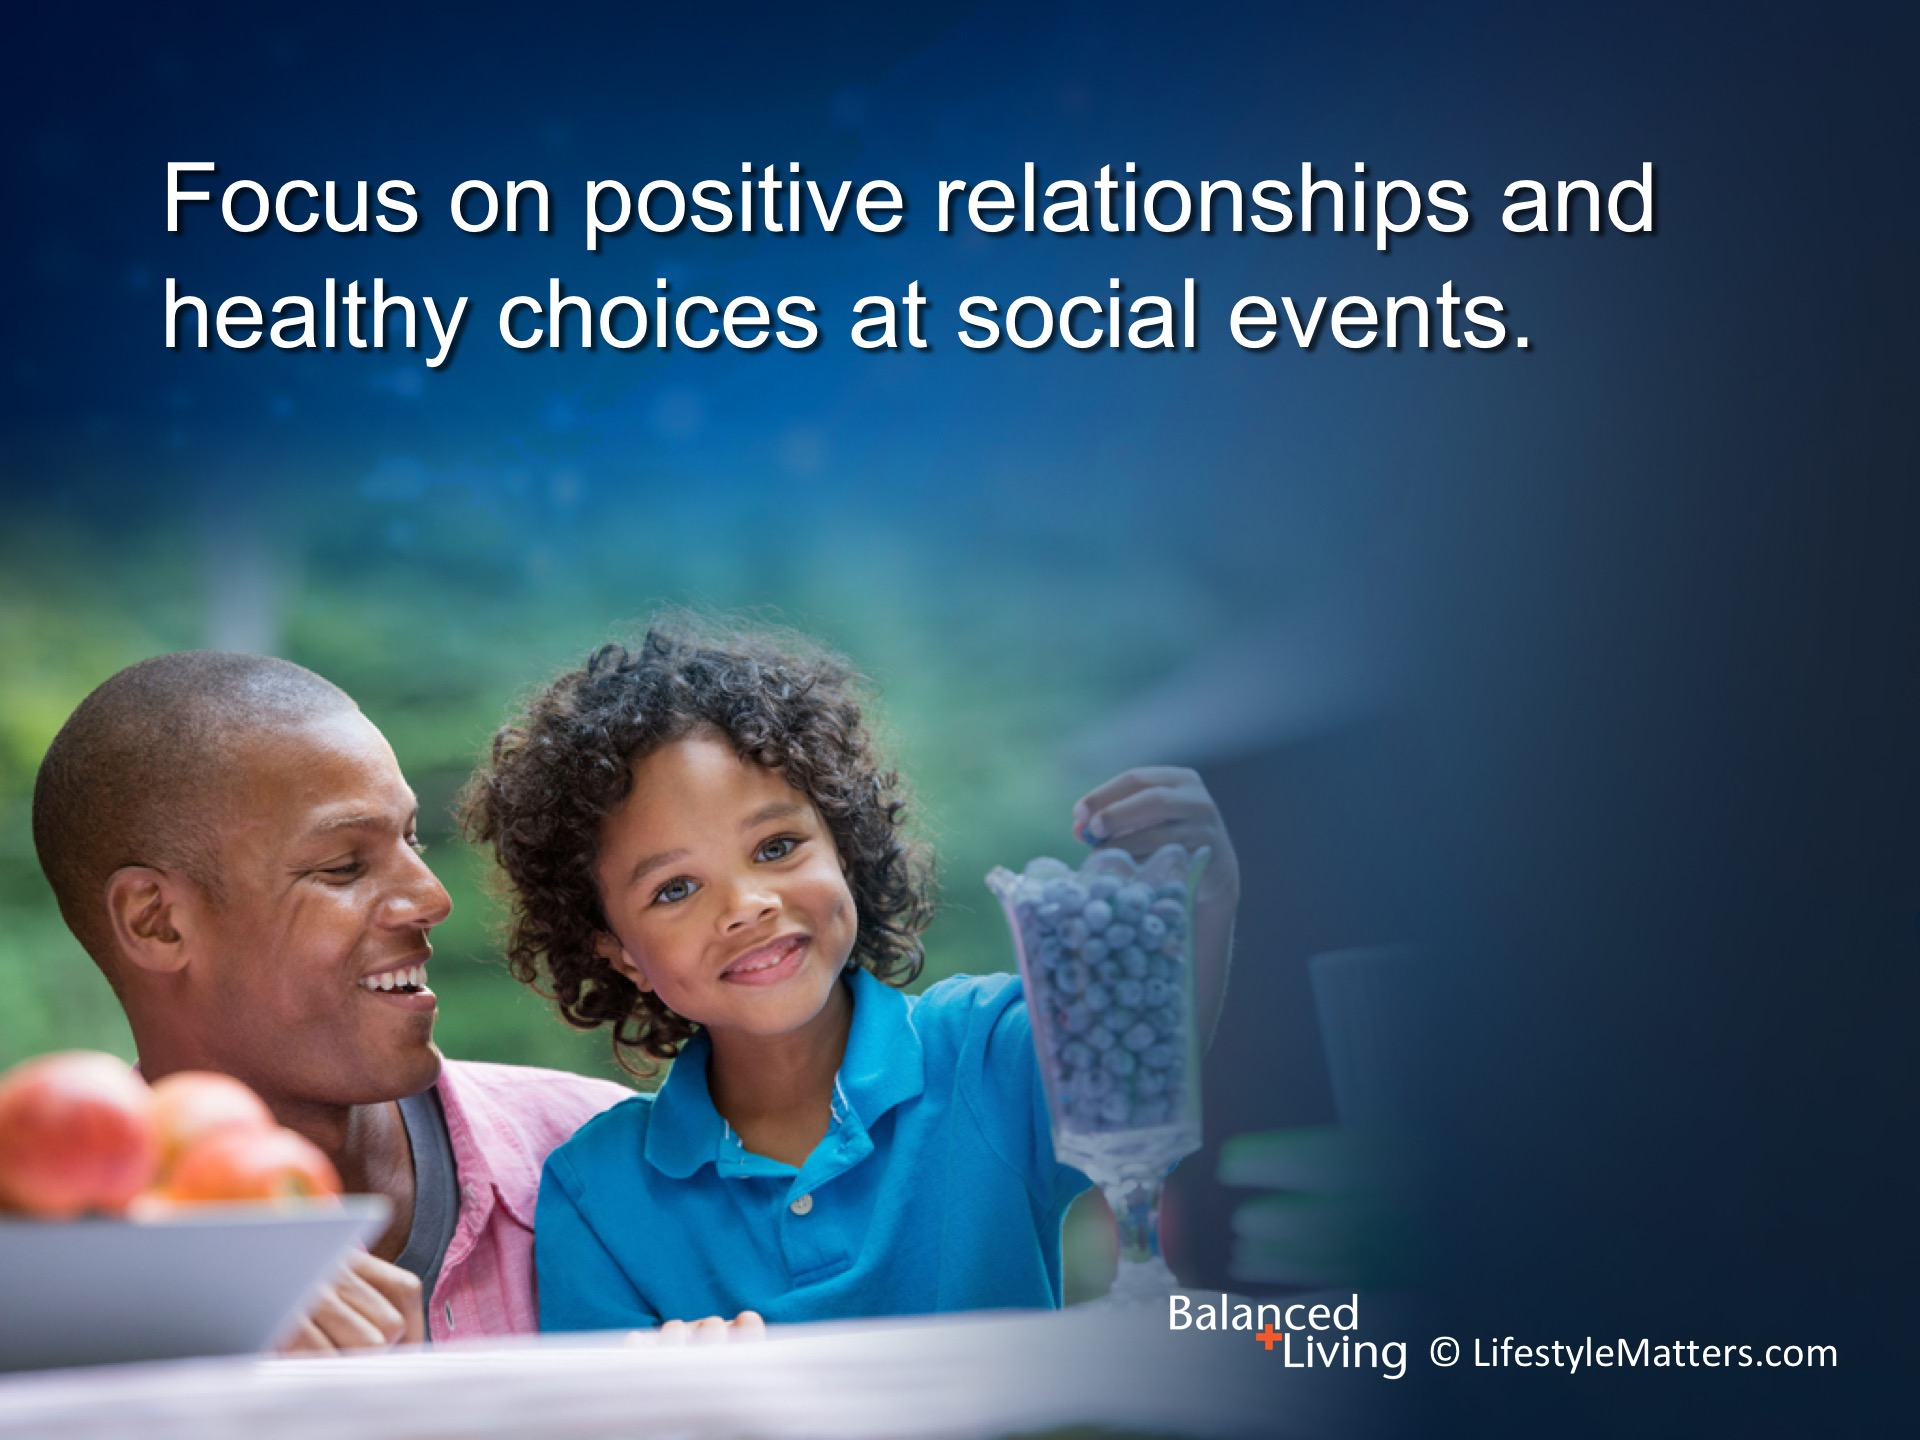 Focus on positive relationships and
healthy choices at social events.
Balanced
Living © LifestyleMatters.com